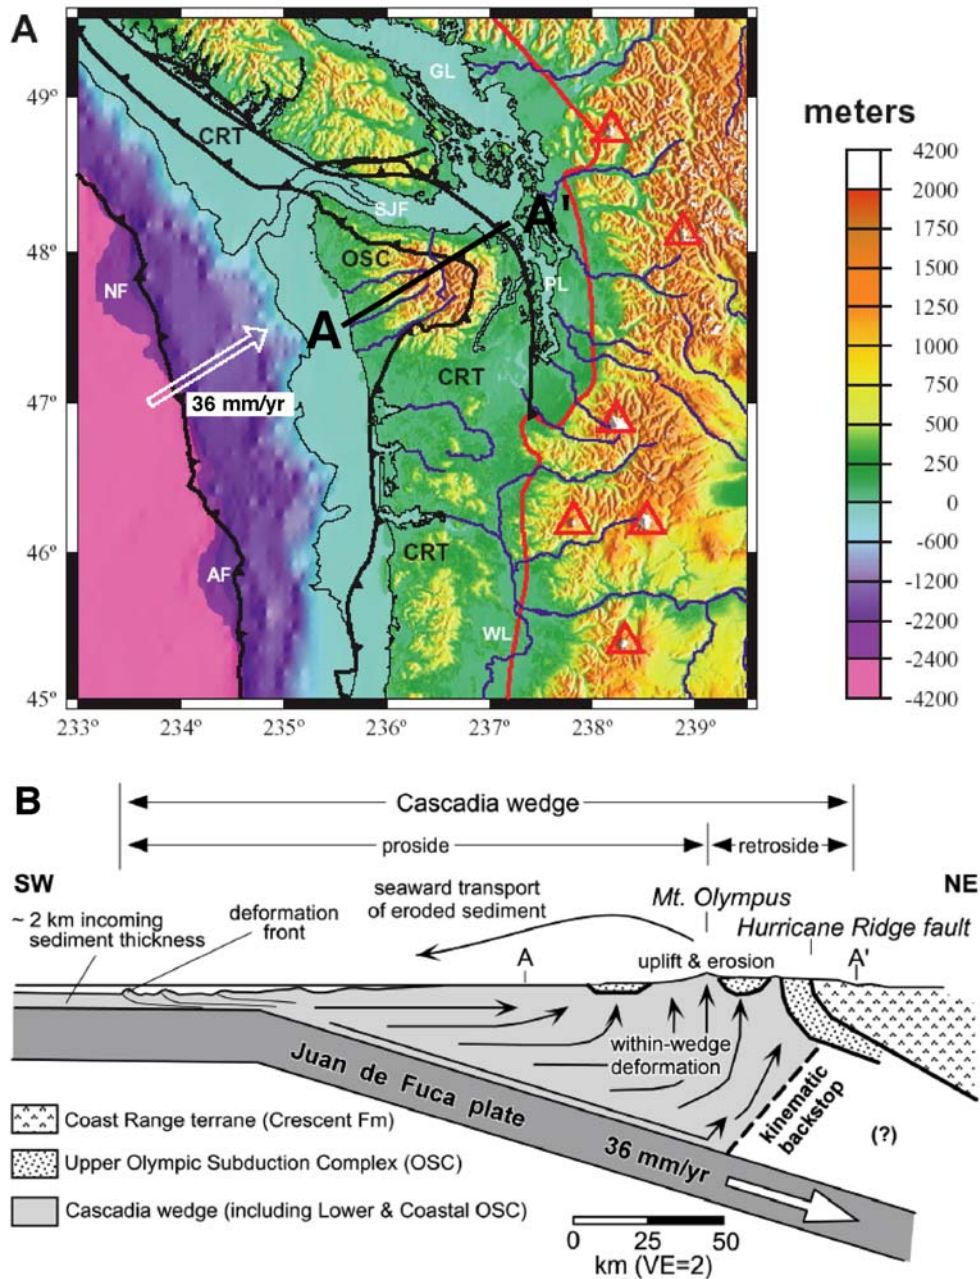 A
49°
48°
47°
46°
45°
233°
234°
235°
236°
237°
238°
239°
GL
CRT
SJF
A'
OSC
PL
NF
A
CRT
36 mm/yr
CRT
AF
WL
meters
4200
2000
1750
1500
1250
1000
750
500
250
0
-600
-1200
-2200
-2400
-4200
B
Cascadia wedge
proside
retroside
SW
NE
seaward transport
of eroded sediment
Mt. Olympus
Hurricane Ridge fault
~ 2 km incoming
sediment thickness
deformation
front
A
uplift & erosion
A'
within-wedge
deformation
Juan de Fuca plate
36 mm/yr
kinematic
backstop
(?)
Coast Range terrane (Crescent Fm)
Upper Olympic Subduction Complex (OSC)
Cascadia wedge (including Lower & Coastal OSC)
0 25 50
km (VE=2)